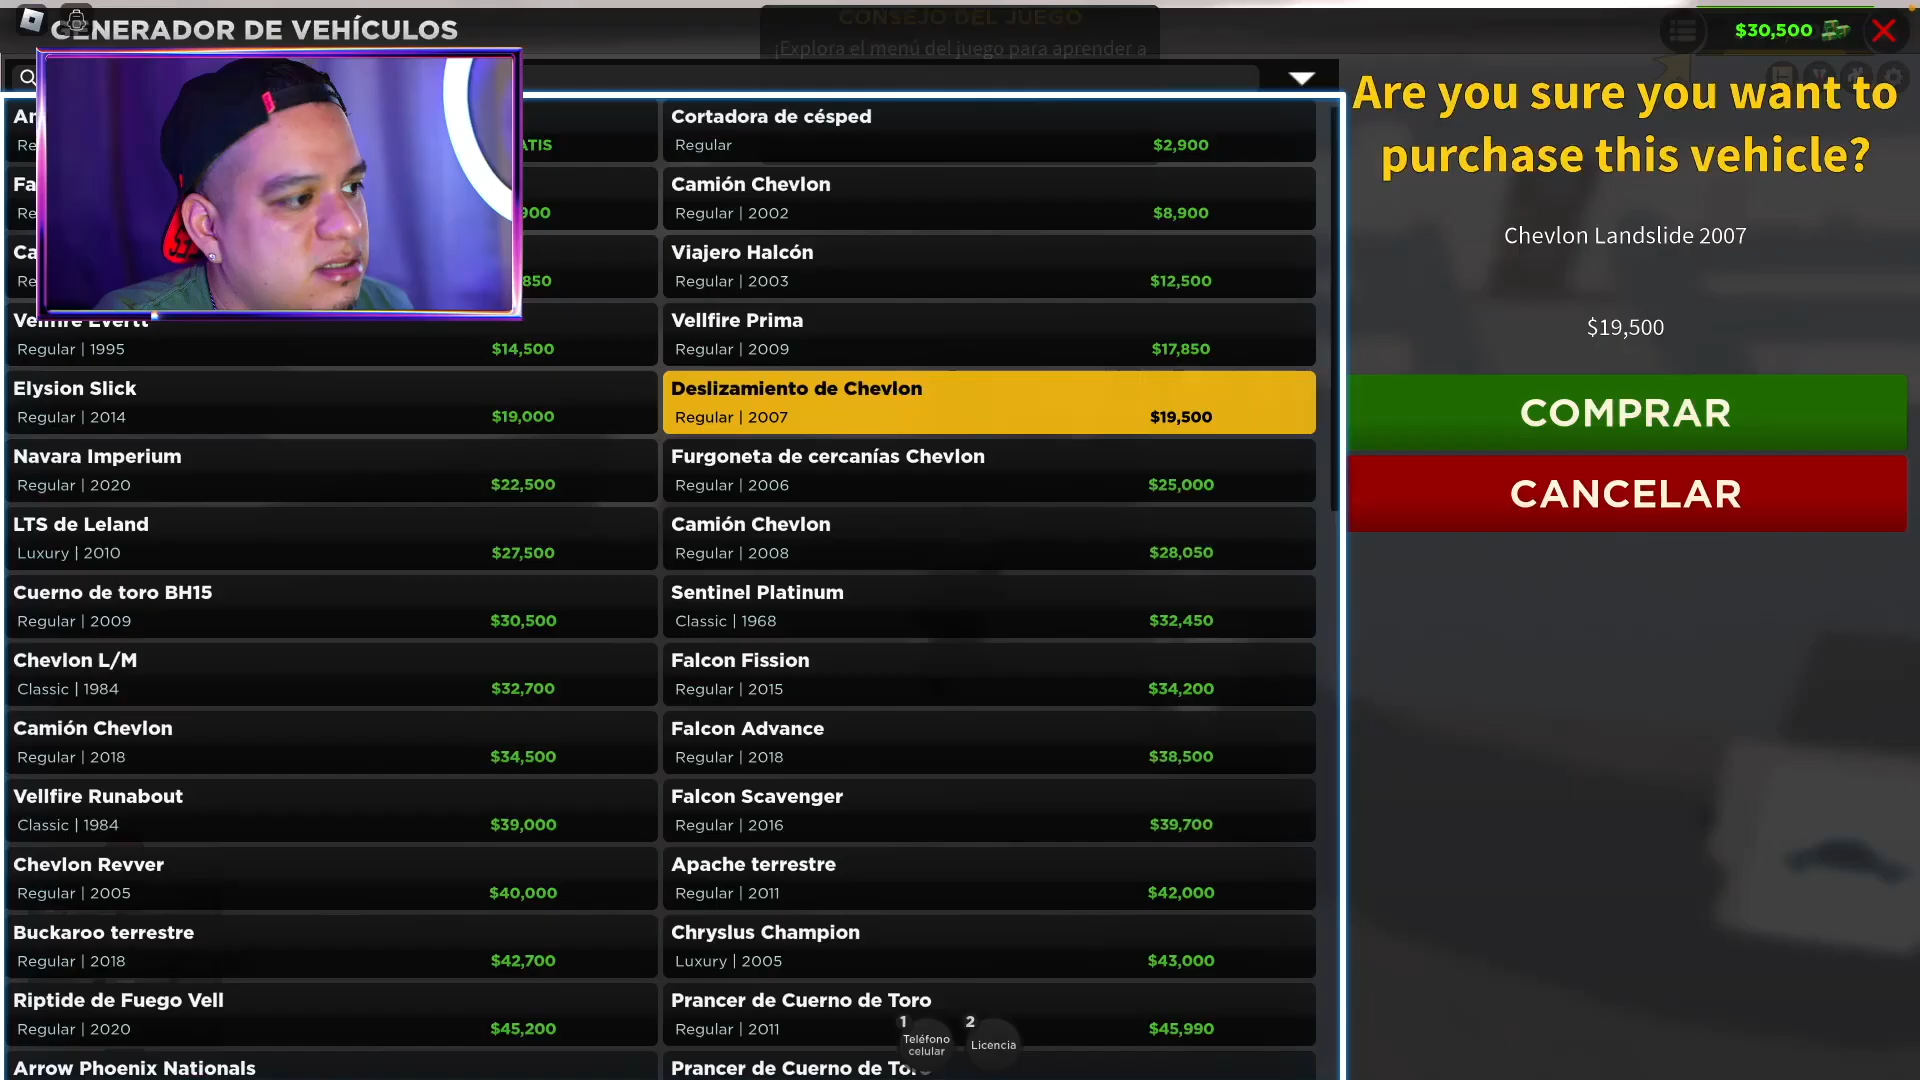 GENERADOR DE VEHÍCULOS
CONSEJO DEL JUEGO
¡Explora el menú del juego para aprender a
$30,500
Cortadora de césped
Regular
$2,900
Camión Chevlon
Regular | 2002
$8,900
Viajero Halcón
Regular | 2003
$12,500
Vellfire Evertt
Regular | 1995
$14,500
Vellfire Prima
Regular | 2009
$17,850
Elysion Slick
Regular | 2014
$19,000
Deslizamiento de Chevlon
Regular | 2007
$19,500
Navara Imperium
Regular | 2020
$22,500
Furgoneta de cercanías Chevlon
Regular | 2006
$25,000
LTS de Leland
Luxury | 2010
$27,500
Camión Chevlon
Regular | 2008
$28,050
Cuerno de toro BH15
Regular | 2009
$30,500
Sentinel Platinum
Classic | 1968
$32,450
Chevlon L/M
Classic | 1984
$32,700
Falcon Fission
Regular | 2015
$34,200
Camión Chevlon
Regular | 2018
$34,500
Falcon Advance
Regular | 2018
$38,500
Vellfire Runabout
Classic | 1984
$39,000
Falcon Scavenger
Regular | 2016
$39,700
Chevlon Revver
Regular | 2005
$40,000
Apache terrestre
Regular | 2011
$42,000
Buckaroo terrestre
Regular | 2018
$42,700
Chryslus Champion
Luxury | 2005
$43,000
Riptide de Fuego Vell
Regular | 2020
$45,200
Prancer de Cuerno de Toro
Regular | 2011
$45,990
Arrow Phoenix Nationals
Prancer de Cuerno de Toro
1
Teléfono
celular
2
Licencia
Are you sure you want to
purchase this vehicle?
Chevlon Landslide 2007
$19,500
COMPRAR
CANCELAR